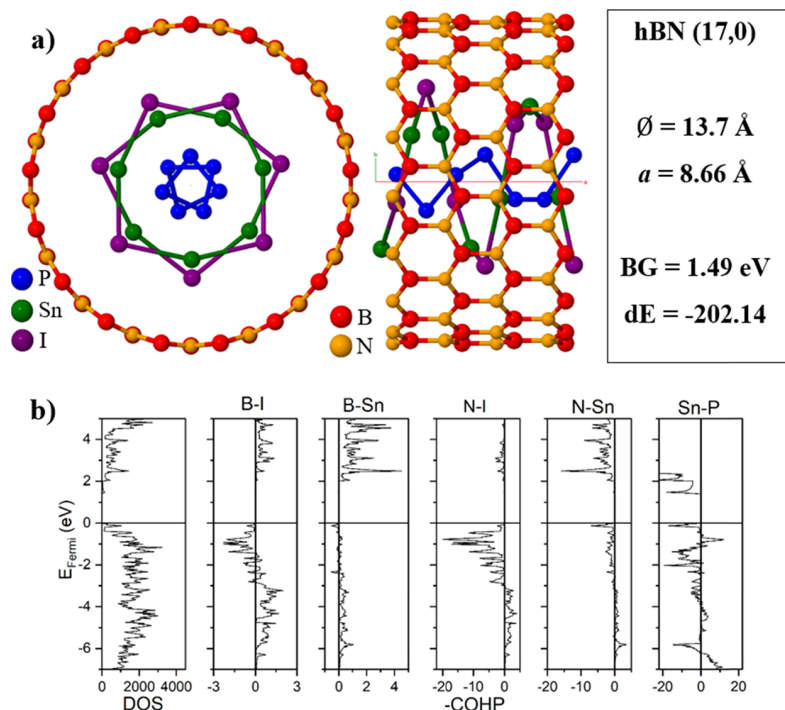 a)
P
Sn
I
B
N
hBN (17,0)
Ø = 13.7 Å
a = 8.66 Å
BG = 1.49 eV
dE = -202.14
b)
B-I
B-Sn
N-I
N-Sn
Sn-P
E_Fermi (eV)
4
2
0
-2
-4
-6
0 2000 4000
-3 0 3
0 2 4
-20 -10 0
-20 -10 0
-20 0 20
DOS
-COHP